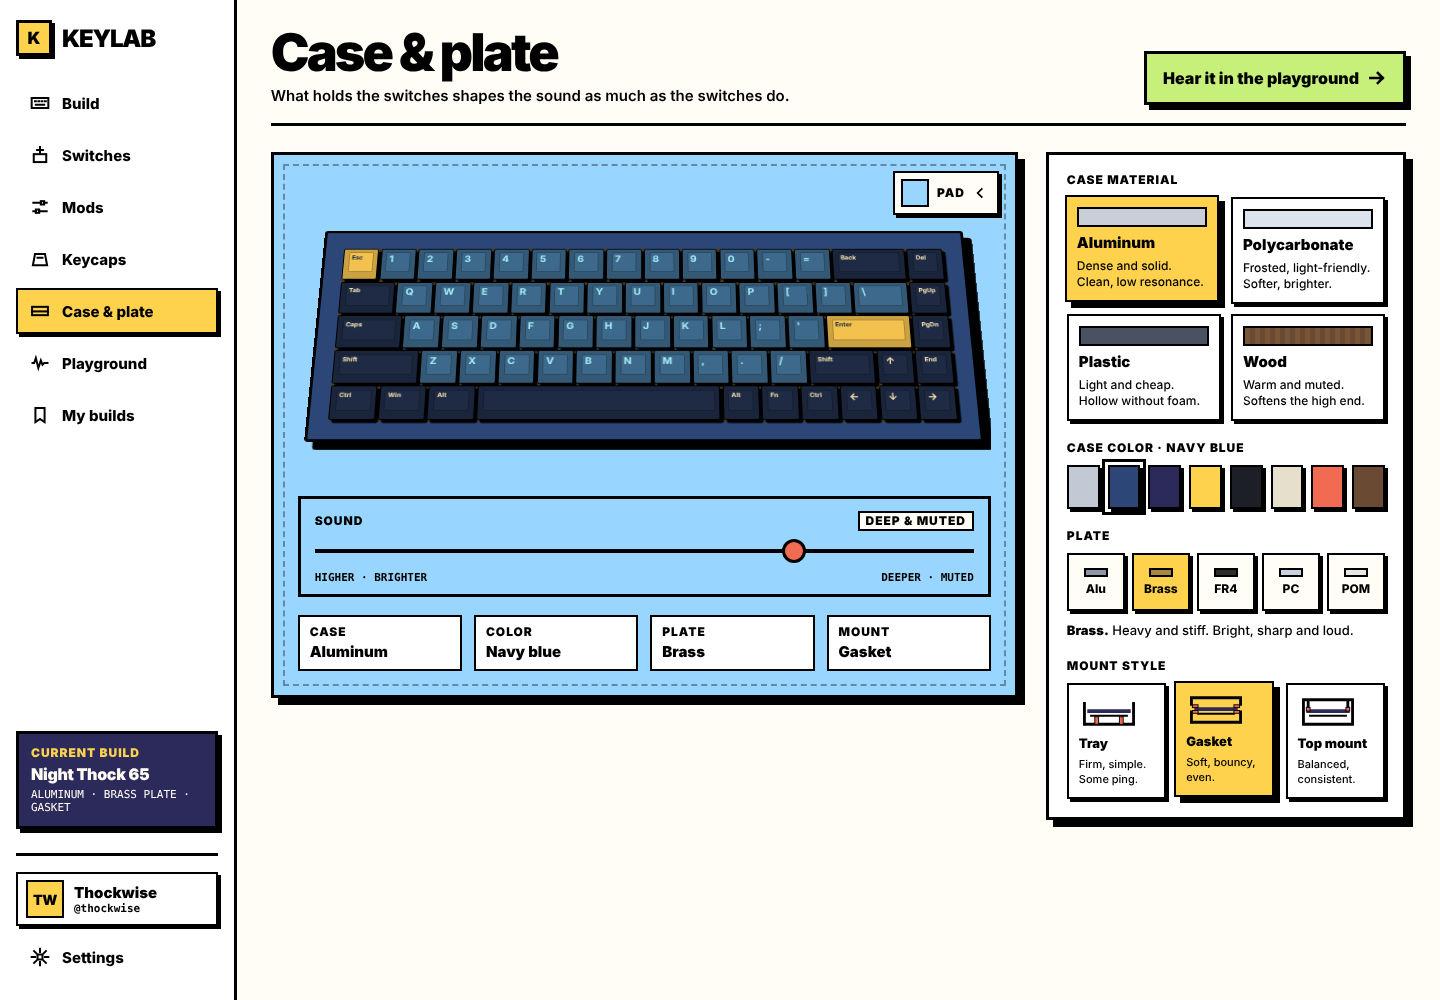 K KEYLAB
Build
Switches
Mods
Keycaps
Case & plate
Playground
My builds
CURRENT BUILD
Night Thock 65
ALUMINUM · BRASS PLATE ·
GASKET
TW
Thockwise
@thockwise
Settings
Case & plate
What holds the switches shapes the sound as much as the switches do.
Hear it in the playground →
PAD
Esc 1 2 3 4 5 6 7 8 9 0 - = Back Del
Tab Q W E R T Y U I O P [ ] \ PgUp
Caps A S D F G H J K L ; ' Enter PgDn
Shift Z X C V B N M , . / Shift ↑ End
Ctrl Win Alt Alt Fn Ctrl ← ↓ →
SOUND
DEEP & MUTED
HIGHER · BRIGHTER
DEEPER · MUTED
CASE
Aluminum
COLOR
Navy blue
PLATE
Brass
MOUNT
Gasket
CASE MATERIAL
Aluminum
Dense and solid.
Clean, low resonance.
Polycarbonate
Frosted, light-friendly.
Softer, brighter.
Plastic
Light and cheap.
Hollow without foam.
Wood
Warm and muted.
Softens the high end.
CASE COLOR · NAVY BLUE
PLATE
Alu
Brass
FR4
PC
POM
Brass. Heavy and stiff. Bright, sharp and loud.
MOUNT STYLE
Tray
Firm, simple.
Some ping.
Gasket
Soft, bouncy,
even.
Top mount
Balanced,
consistent.